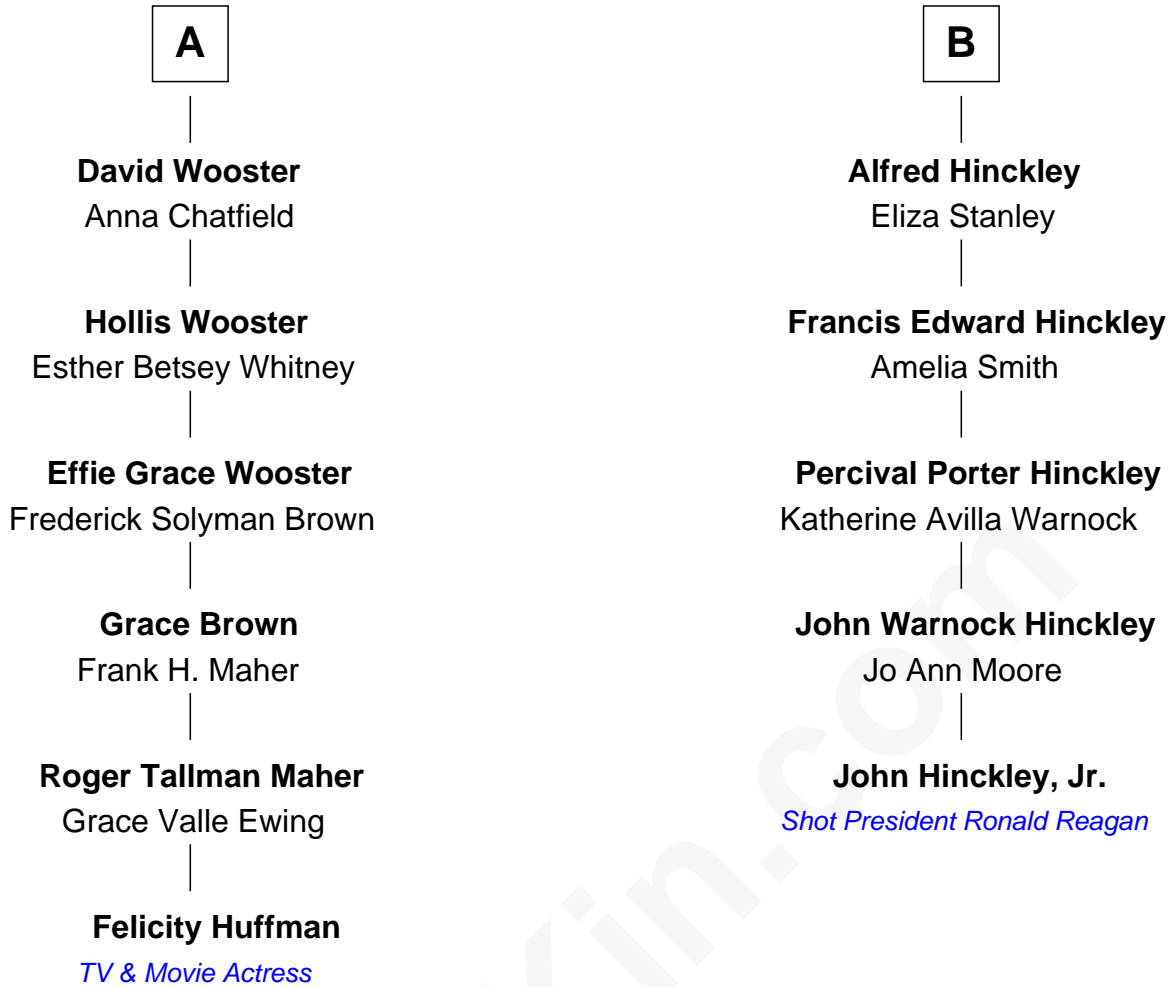 A
David Wooster
Anna Chatfield
Hollis Wooster
Esther Betsey Whitney
Effie Grace Wooster
Frederick Solyman Brown
Grace Brown
Frank H. Maher
Roger Tallman Maher
Grace Valle Ewing
Felicity Huffman
TV & Movie Actress
B
Alfred Hinckley
Eliza Stanley
Francis Edward Hinckley
Amelia Smith
Percival Porter Hinckley
Katherine Avilla Warnock
John Warnock Hinckley
Jo Ann Moore
John Hinckley, Jr.
Shot President Ronald Reagan
Kin.com